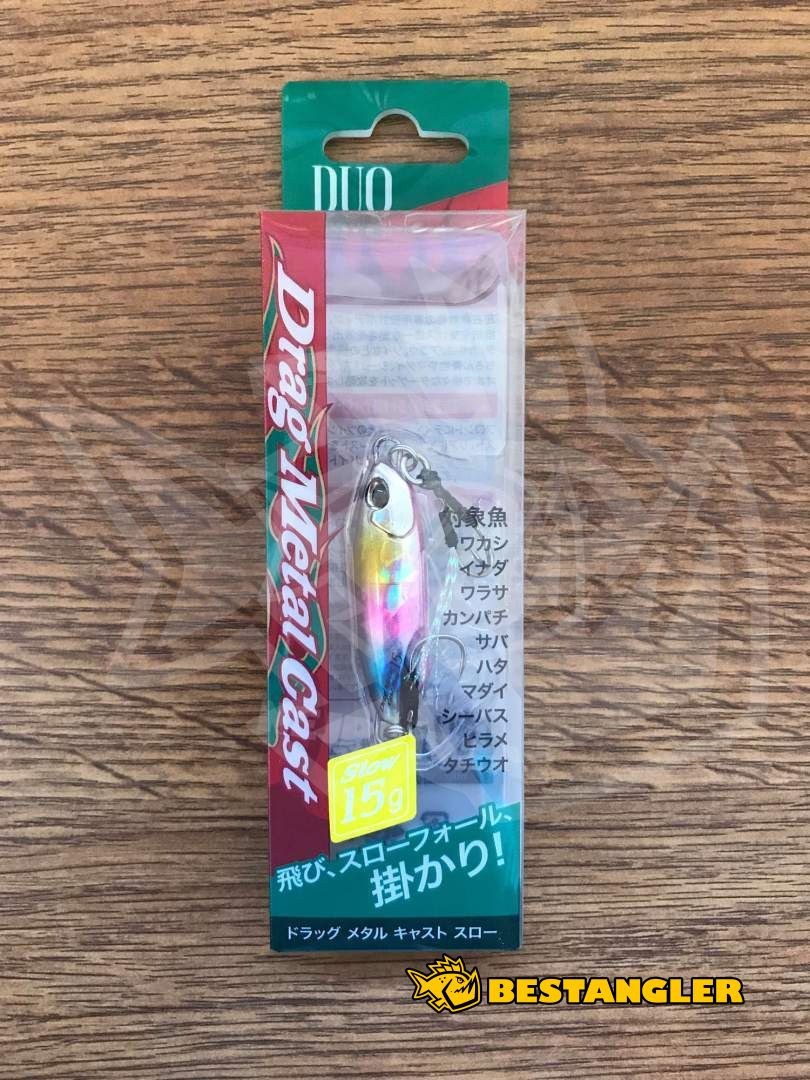 DUO
Drag Metal Cast
対象魚
ワカシ
イナダ
ワラサ
カンパチ
サバ
ハタ
マダイ
シーバス
ヒラメ
タチウオ
Slow
15g
飛び、スローフォール、
掛かり!
ドラッグ メタル キャスト スロー
BESTANGLER